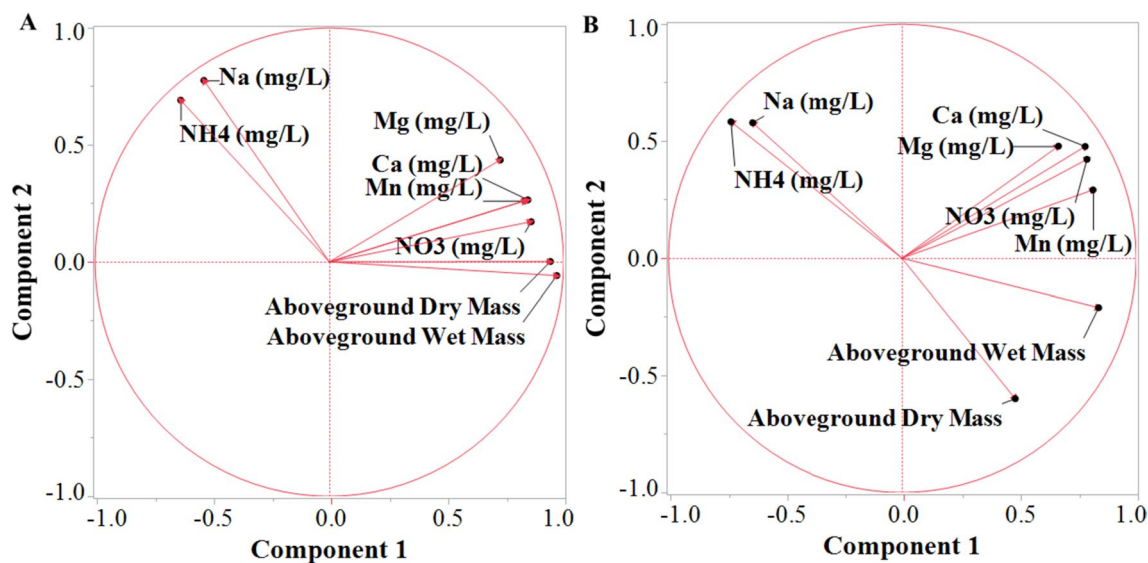 A
1.0
0.5
0.0
-0.5
-1.0
Component 2
Na (mg/L)
NH4 (mg/L)
Mg (mg/L)
Ca (mg/L)
Mn (mg/L)
NO3 (mg/L)
Aboveground Dry Mass
Aboveground Wet Mass
-1.0 -0.5 0.0 0.5 1.0
Component 1
B
1.0
0.5
0.0
-0.5
-1.0
Component 2
Na (mg/L)
NH4 (mg/L)
Ca (mg/L)
Mg (mg/L)
NO3 (mg/L)
Mn (mg/L)
Aboveground Wet Mass
Aboveground Dry Mass
-1.0 -0.5 0.0 0.5 1.0
Component 1